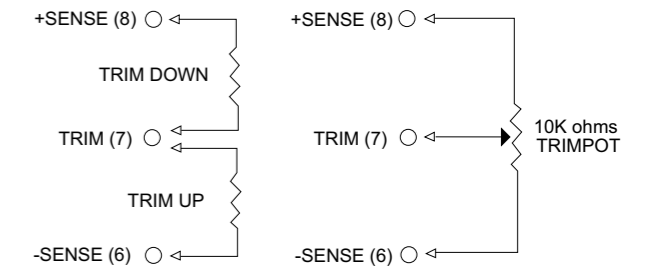 +SENSE (8)
TRIM DOWN
TRIM (7)
TRIM UP
-SENSE (6)
+SENSE (8)
TRIM (7)
10K ohms
TRIMPOT
-SENSE (6)